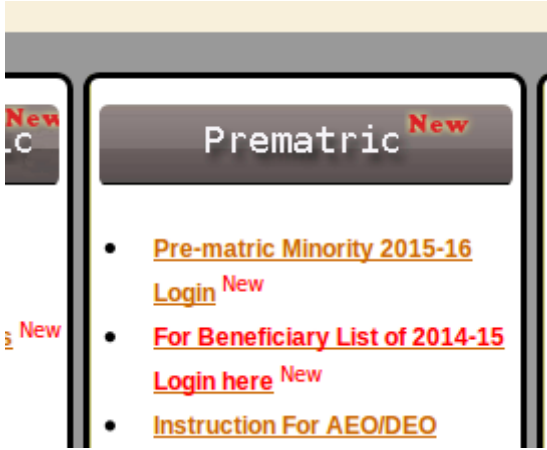 New
Prematric New
Pre-matric Minority 2015-16
Login New
For Beneficiary List of 2014-15
New
Login here New
Instruction For AEO/DEO